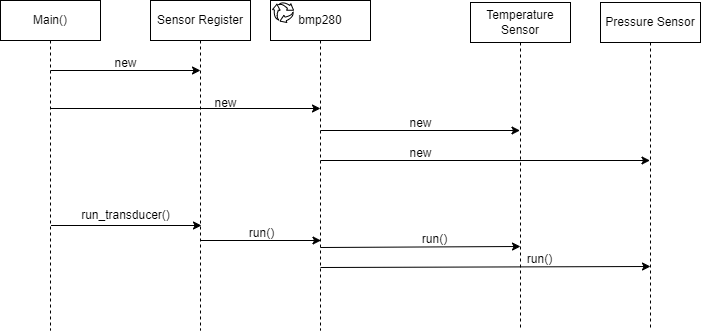 Main()
Sensor Register
bmp280
Temperature
Sensor
Pressure Sensor
new
new
new
new
run_transducer()
run()
run()
run()